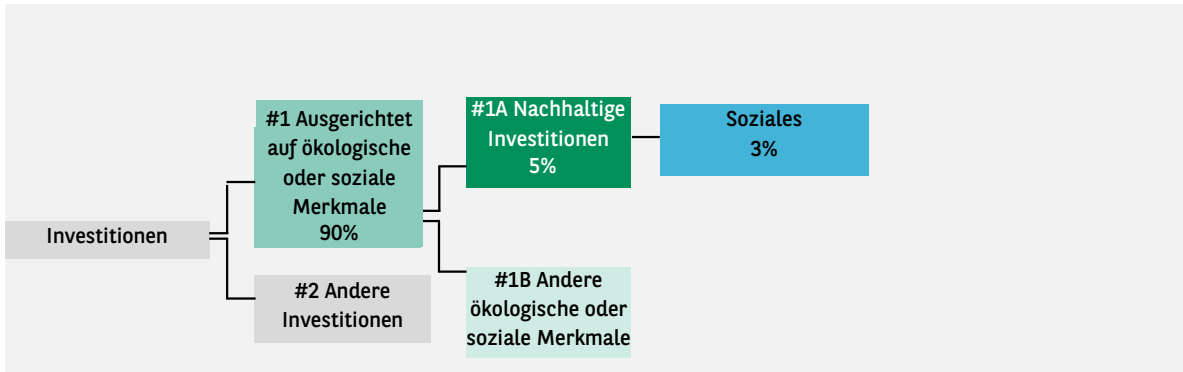 Investitionen
#1 Ausgerichtet
auf ökologische
oder soziale
Merkmale
90%
#2 Andere
Investitionen
#1A Nachhaltige
Investitionen
5%
#1B Andere
ökologische oder
soziale Merkmale
Soziales
3%